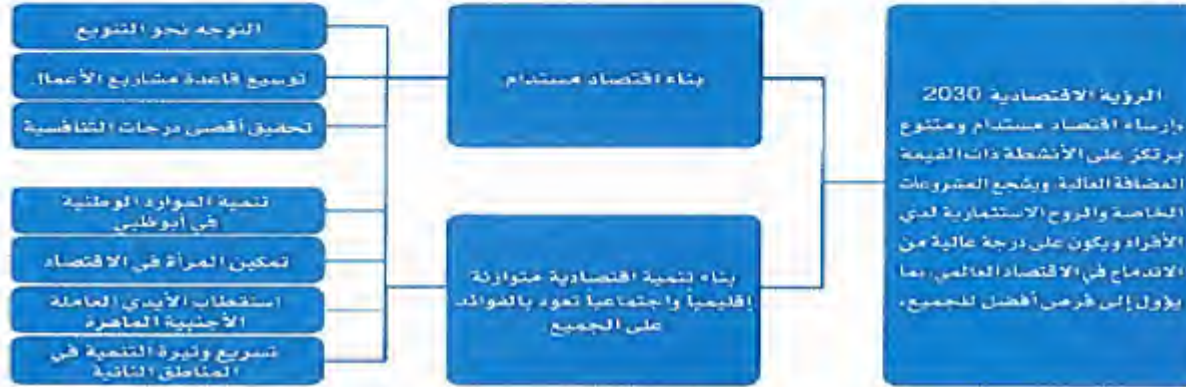 الرؤية الاقتصادية 2030
بإرساء اقتصاد مستدام ومتنوع
يرتكز على الأنشطة ذات القيمة
المضافة العالية ويشجع المشروعات
الخاصة والروح الاستثمارية لدى
الأفراد ويكون على درجة عالية من
الاندماج في الاقتصاد العالمي، بما
يؤول إلى فرص أفضل للجميع.
بناء اقتصاد مستدام
التوجه نحو التنويع
توسيع قاعدة مشاريع الأعمال
تحقيق أقصى درجات التنافسية
بناء تنمية اقتصادية متوازنة
إقليمياً واجتماعياً تعود بالفوائد
على الجميع
تنمية الموارد الوطنية
في أبوظبي
تمكين المرأة في الاقتصاد
استقطاب الأيدي العاملة
الأجنبية الماهرة
تسريع وتيرة التنمية في
المناطق النائية